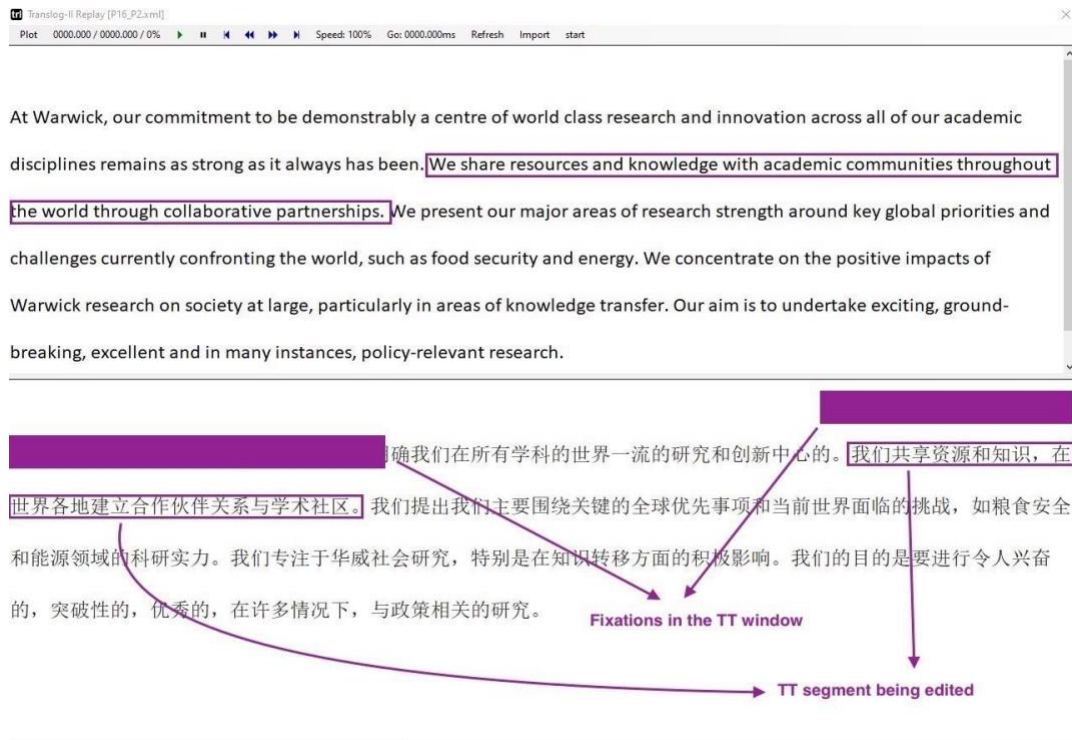 Translog-II Replay [P16_P2.xml]
Plot 0000.000 / 0000.000 / 0% Speed: 100% Go: 0000.000ms Refresh Import start
At Warwick, our commitment to be demonstrably a centre of world class research and innovation across all of our academic
disciplines remains as strong as it always has been. We share resources and knowledge with academic communities throughout
the world through collaborative partnerships. We present our major areas of research strength around key global priorities and
challenges currently confronting the world, such as food security and energy. We concentrate on the positive impacts of
Warwick research on society at large, particularly in areas of knowledge transfer. Our aim is to undertake exciting, ground-
breaking, excellent and in many instances, policy-relevant research.
确我们在所有学科的世界一流的研究和创新中心的。我们共享资源和知识，在
世界各地建立合作伙伴关系与学术社区。我们提出我们主要围绕关键的全球优先事项和当前世界面临的挑战，如粮食安全
和能源领域的科研实力。我们专注于华威社会研究，特别是在知识转移方面的积极影响。我们的目的是要进行令人兴奋
的，突破性的，优秀的，在许多情况下，与政策相关的研究。
Fixations in the TT window
TT segment being edited